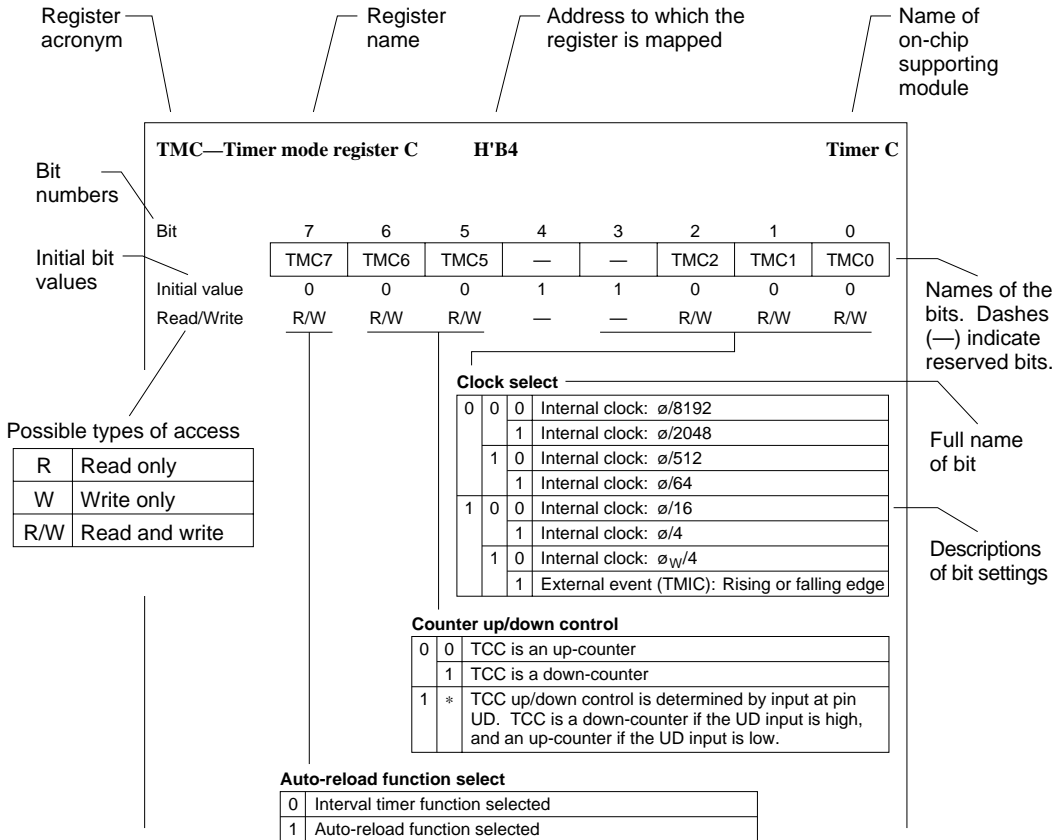 Register acronym
Register name
Address to which the register is mapped
Name of on-chip supporting module
TMC—Timer mode register C H'B4 Timer C
Bit numbers
Bit 7 6 5 4 3 2 1 0
Initial bit values
TMC7 TMC6 TMC5 — — TMC2 TMC1 TMC0
Initial value 0 0 0 1 1 0 0 0
Read/Write R/W R/W R/W — — R/W R/W R/W
Names of the bits. Dashes (—) indicate reserved bits.
Clock select
0 0 0 Internal clock: ø/8192
1 Internal clock: ø/2048
1 0 Internal clock: ø/512
1 Internal clock: ø/64
1 0 0 Internal clock: ø/16
1 Internal clock: ø/4
1 0 Internal clock: øW/4
1 External event (TMIC): Rising or falling edge
Full name of bit
Descriptions of bit settings
Possible types of access
R Read only
W Write only
R/W Read and write
Counter up/down control
0 0 TCC is an up-counter
1 TCC is a down-counter
1 * TCC up/down control is determined by input at pin
UD. TCC is a down-counter if the UD input is high,
and an up-counter if the UD input is low.
Auto-reload function select
0 Interval timer function selected
1 Auto-reload function selected